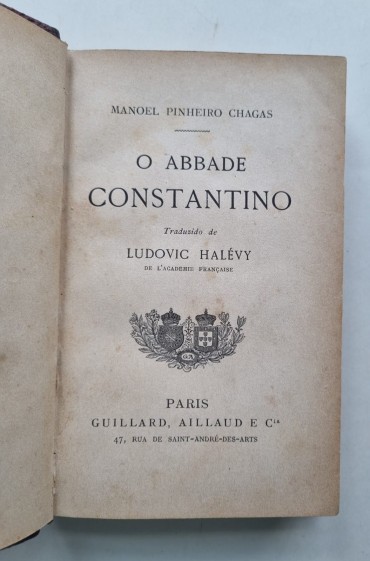 MANOEL PINHEIRO CHAGAS
O ABBADE
CONSTANTINO
Traduzido de
LUDOVIC HALÉVY
DE L'ACADEMIE FRANÇAISE
PARIS
GUILLARD, AILLAUD E Cia
47, RUE DE SAINT-ANDRÉ-DES-ARTS